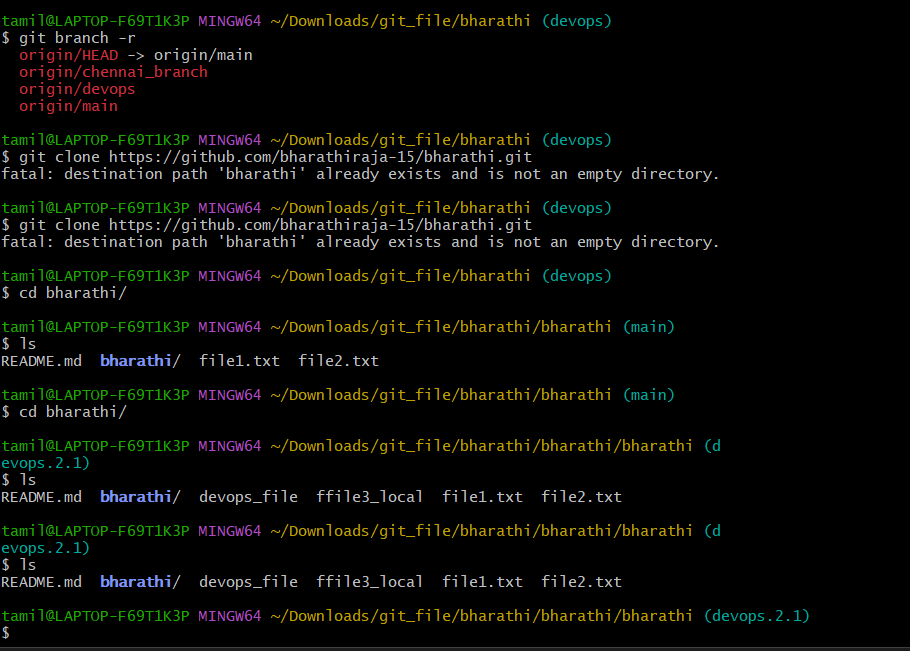 tamil@LAPTOP-F69T1K3P MINGW64 ~/Downloads/git_file/bharathi (devops)
$ git branch -r
  origin/HEAD -> origin/main
  origin/chennai_branch
  origin/devops
  origin/main

tamil@LAPTOP-F69T1K3P MINGW64 ~/Downloads/git_file/bharathi (devops)
$ git clone https://github.com/bharathiraja-15/bharathi.git
fatal: destination path 'bharathi' already exists and is not an empty directory.

tamil@LAPTOP-F69T1K3P MINGW64 ~/Downloads/git_file/bharathi (devops)
$ git clone https://github.com/bharathiraja-15/bharathi.git
fatal: destination path 'bharathi' already exists and is not an empty directory.

tamil@LAPTOP-F69T1K3P MINGW64 ~/Downloads/git_file/bharathi (devops)
$ cd bharathi/

tamil@LAPTOP-F69T1K3P MINGW64 ~/Downloads/git_file/bharathi/bharathi (main)
$ ls
README.md  bharathi/  file1.txt  file2.txt

tamil@LAPTOP-F69T1K3P MINGW64 ~/Downloads/git_file/bharathi/bharathi (main)
$ cd bharathi/

tamil@LAPTOP-F69T1K3P MINGW64 ~/Downloads/git_file/bharathi/bharathi/bharathi (d
evops.2.1)
$ ls
README.md  bharathi/  devops_file  ffile3_local  file1.txt  file2.txt

tamil@LAPTOP-F69T1K3P MINGW64 ~/Downloads/git_file/bharathi/bharathi/bharathi (d
evops.2.1)
$ ls
README.md  bharathi/  devops_file  ffile3_local  file1.txt  file2.txt

tamil@LAPTOP-F69T1K3P MINGW64 ~/Downloads/git_file/bharathi/bharathi/bharathi (devops.2.1)
$